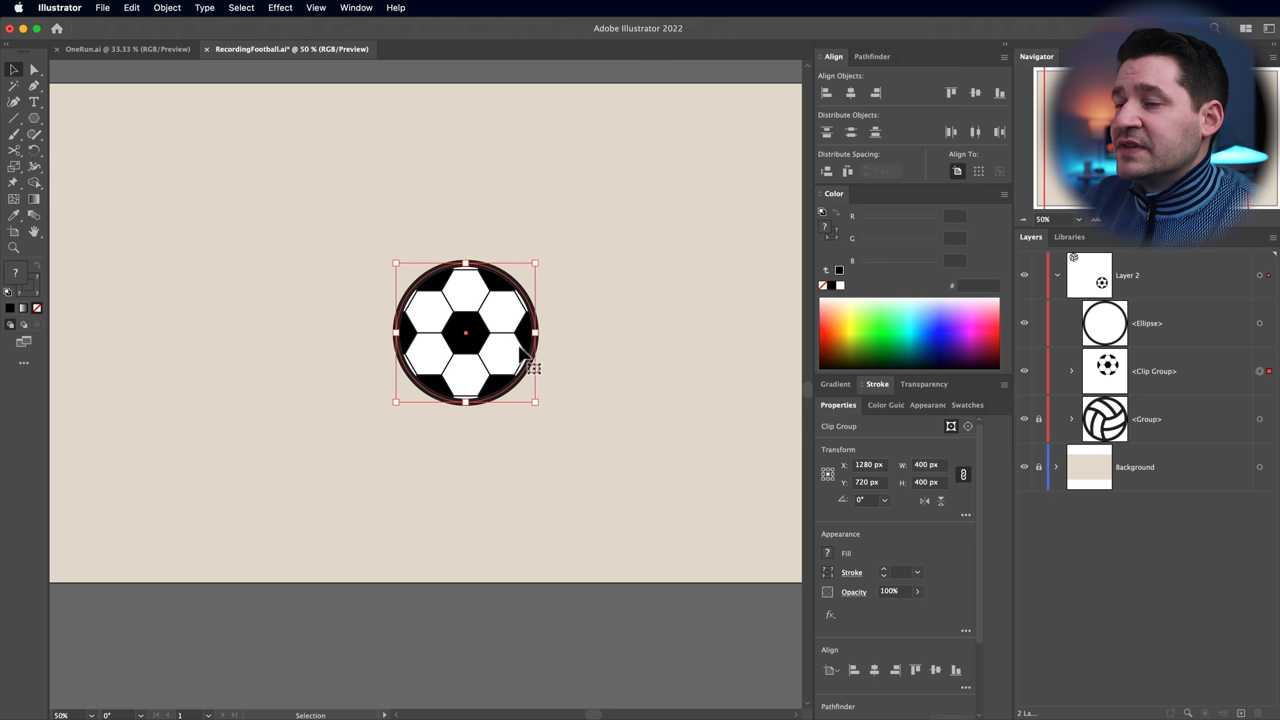 Illustrator File Edit Object Type Select Effect View Window Help
Adobe Illustrator 2022
× OneRun.ai @ 33.33 % (RGB/Preview) × RecordingFootball.ai* @ 50 % (RGB/Preview)
Align Pathfinder
Align Objects:
Distribute Objects:
Distribute Spacing: Align To:
Color
R
G
B
#
Gradient Stroke Transparency
Properties Color Guid Appearanc Swatches
Clip Group
Transform
X: 1280 px W: 400 px
Y: 720 px H: 400 px
0°
Appearance
? Fill
Stroke
Opacity 100%
fx
Align
Pathfinder
Navigator
50%
Layers Libraries
Layer 2
<Ellipse>
<Clip Group>
<Group>
Background
2 La...
50% 0° 1 Selection